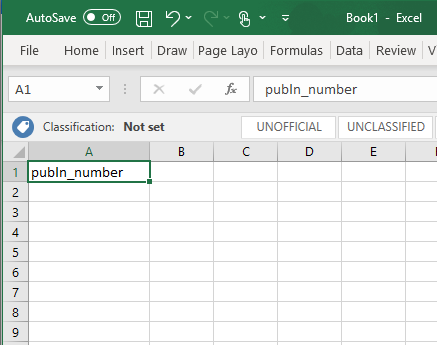 AutoSave Off Book1 - Excel
File Home Insert Draw Page Layo Formulas Data Review V
A1 fx publn_number
Classification: Not set UNOFFICIAL UNCLASSIFIED
A B C D E
1 publn_number
2
3
4
5
6
7
8
9